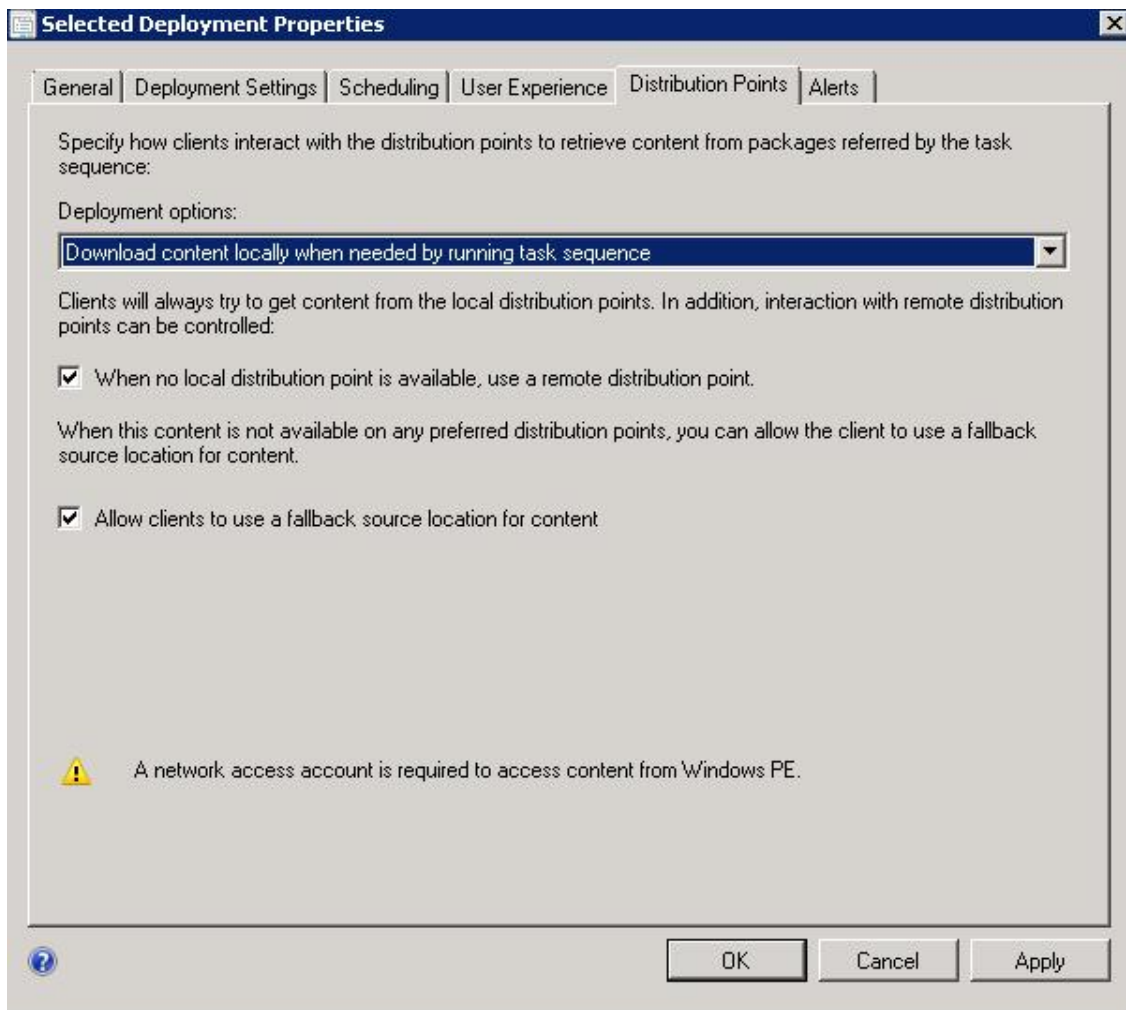 Selected Deployment Properties
General
Deployment Settings
Scheduling
User Experience
Distribution Points
Alerts
Specify how clients interact with the distribution points to retrieve content from packages referred by the task
sequence:
Deployment options:
Download content locally when needed by running task sequence
Clients will always try to get content from the local distribution points. In addition, interaction with remote distribution
points can be controlled:
When no local distribution point is available, use a remote distribution point.
When this content is not available on any preferred distribution points, you can allow the client to use a fallback
source location for content.
Allow clients to use a fallback source location for content
A network access account is required to access content from Windows PE.
OK
Cancel
Apply